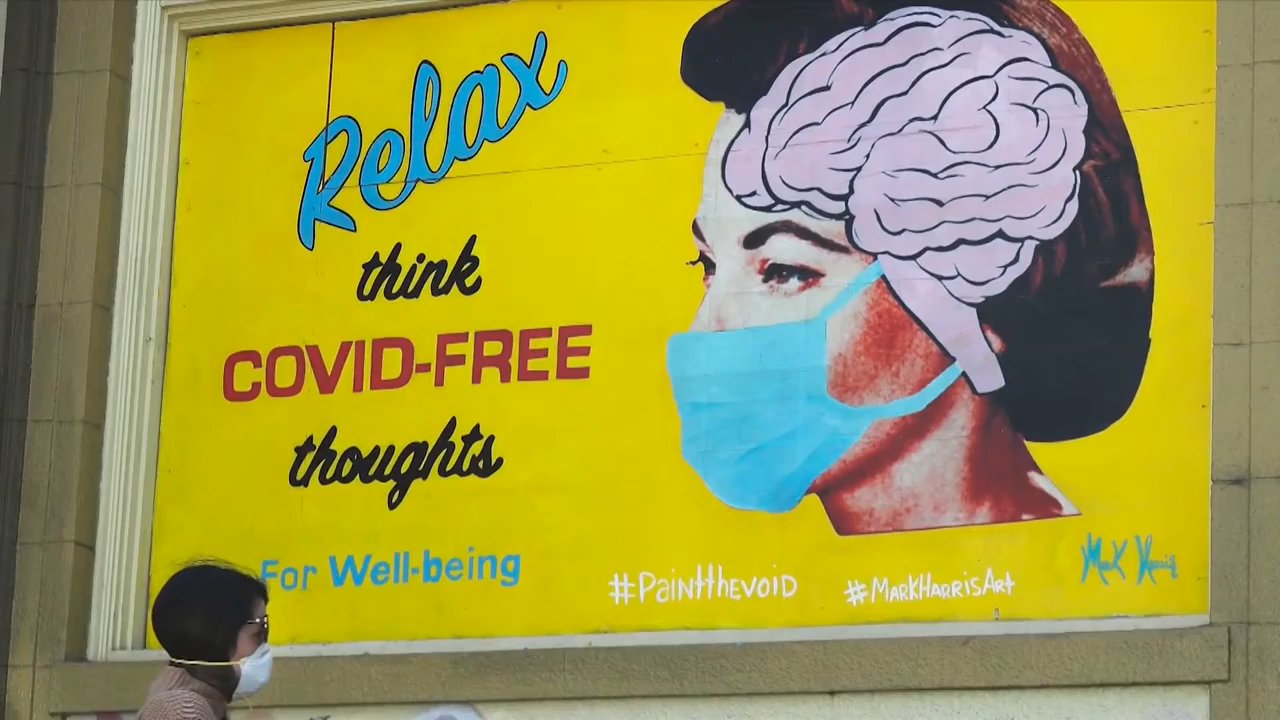 Relax
think
COVID-FREE
thoughts
For Well-being
#PaintthevoiD
#MARKHARRISART
Mark Harris